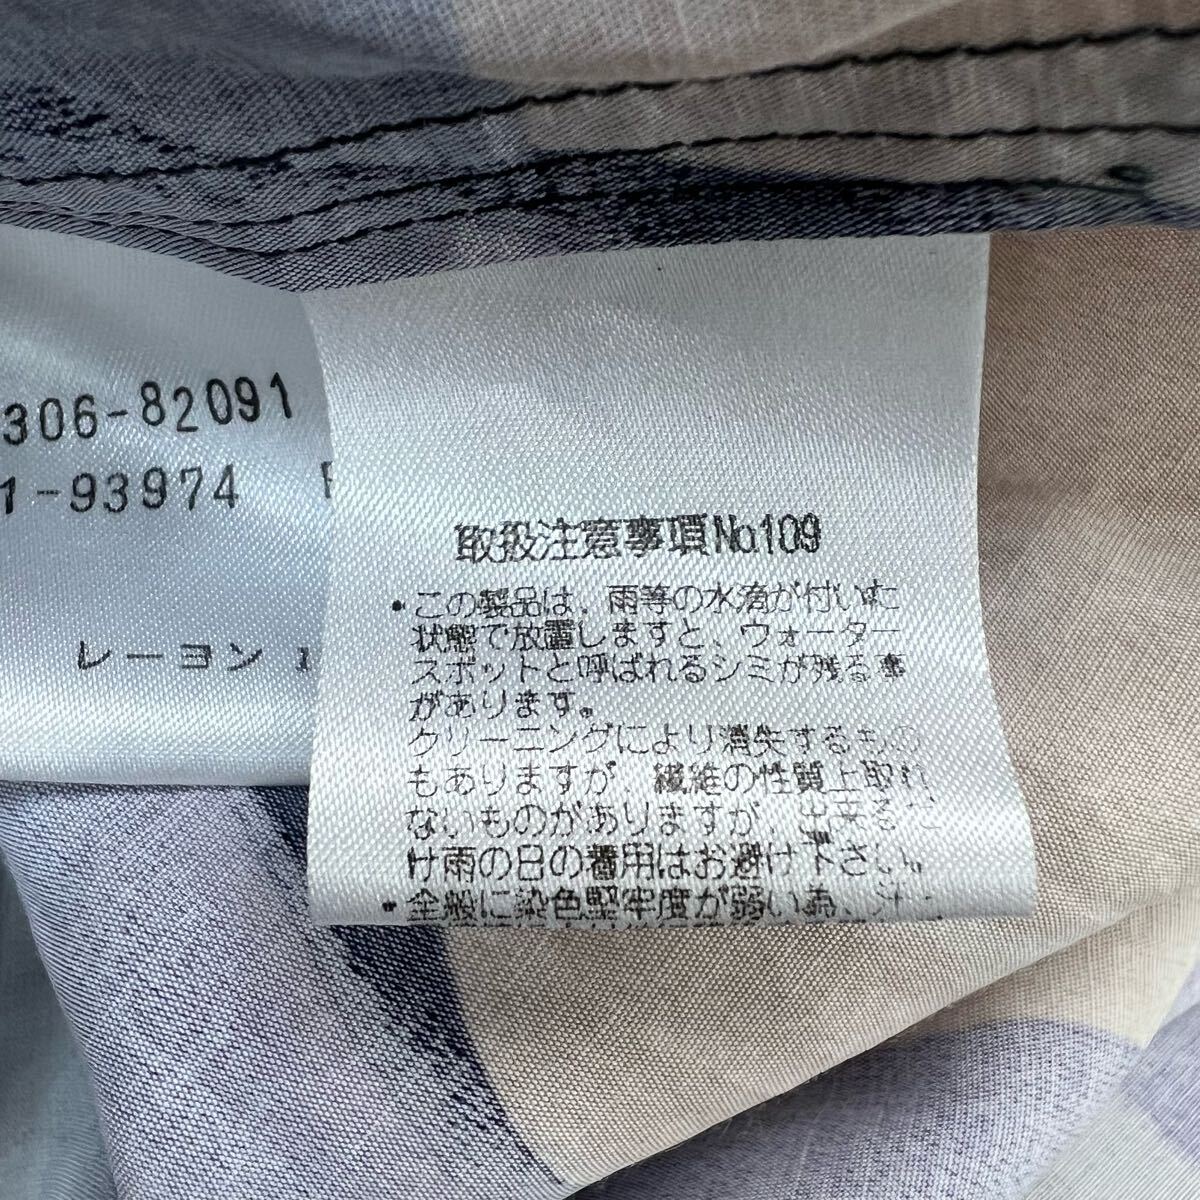 306-82091
1-93974
レーヨン 1
取扱注意事項No.109
・この製品は、雨等の水滴が付いた
状態で放置しますと、ウォーター
スポットと呼ばれるシミが残る事
があります。
クリーニングにより消失するもの
もありますが、繊維の性質上取れ
ないものがありますが、出来るだ
け雨の日の着用はお避け下さい。
・全般に染色堅牢度が弱い為、汗